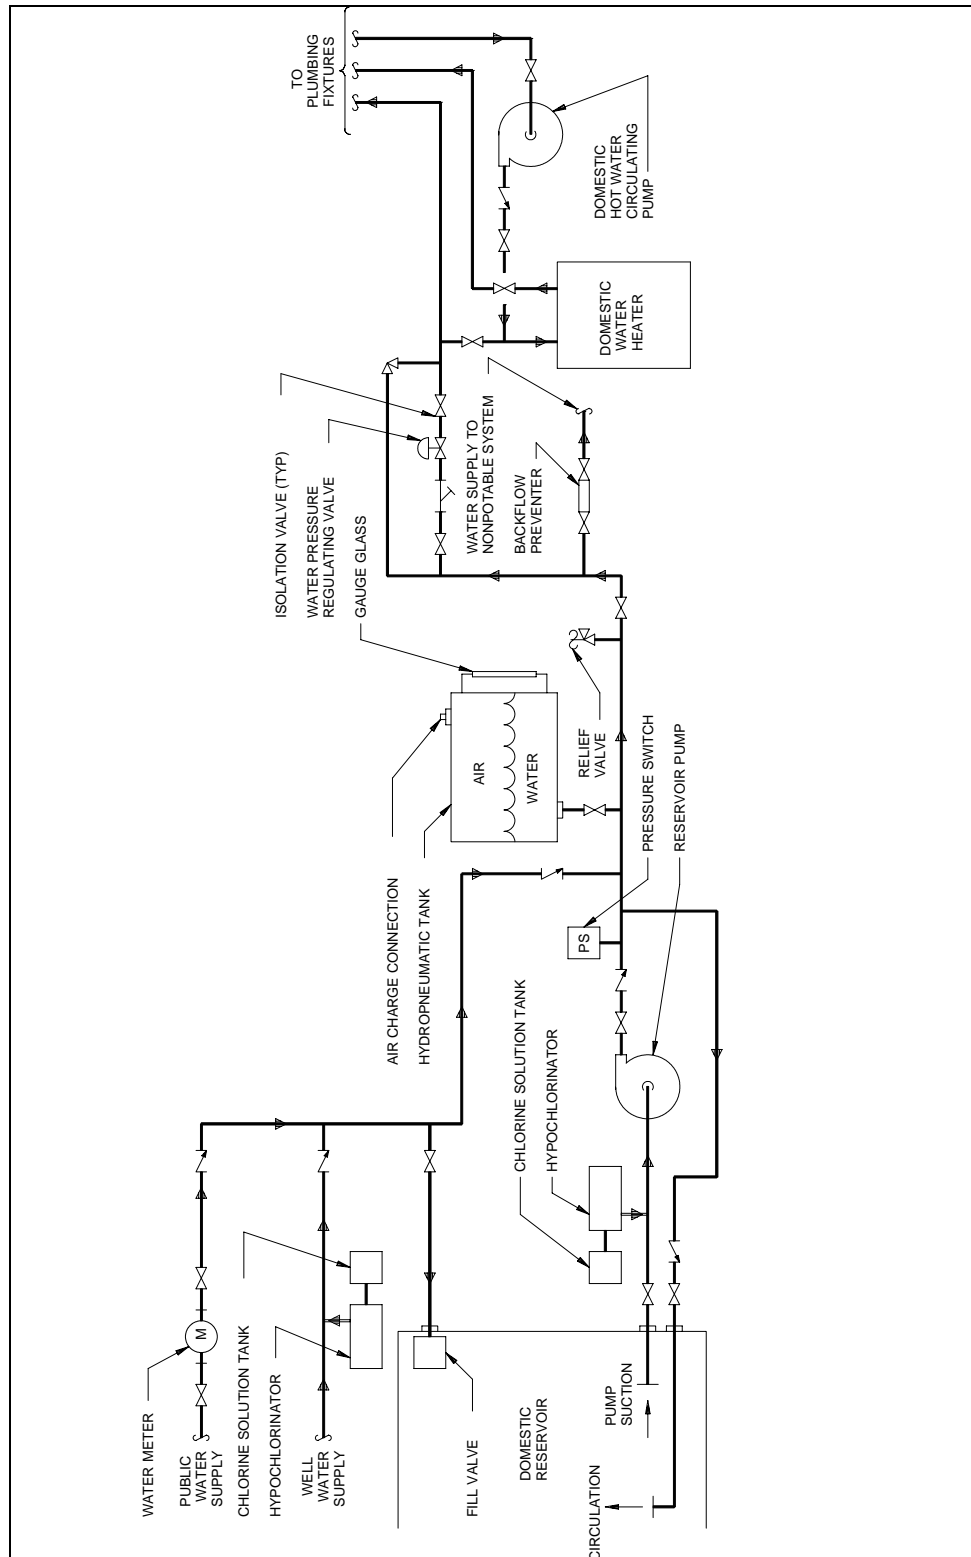 TO
PLUMBING
FIXTURES
DOMESTIC
HOT WATER
CIRCULATING
PUMP
DOMESTIC
WATER
HEATER
ISOLATION VALVE (TYP)
WATER PRESSURE
REGULATING VALVE
GAUGE GLASS
WATER SUPPLY TO
NONPOTABLE SYSTEM
BACKFLOW
PREVENTER
AIR
WATER
RELIEF
VALVE
AIR CHARGE CONNECTION
HYDROPNEUMATIC TANK
PRESSURE SWITCH
RESERVOIR PUMP
PS
CHLORINE SOLUTION TANK
HYPOCHLORINATOR
WATER METER
M
PUBLIC
WATER
SUPPLY
CHLORINE SOLUTION TANK
HYPOCHLORINATOR
WELL
WATER
SUPPLY
FILL VALVE
DOMESTIC
RESERVOIR
PUMP
SUCTION
CIRCULATION